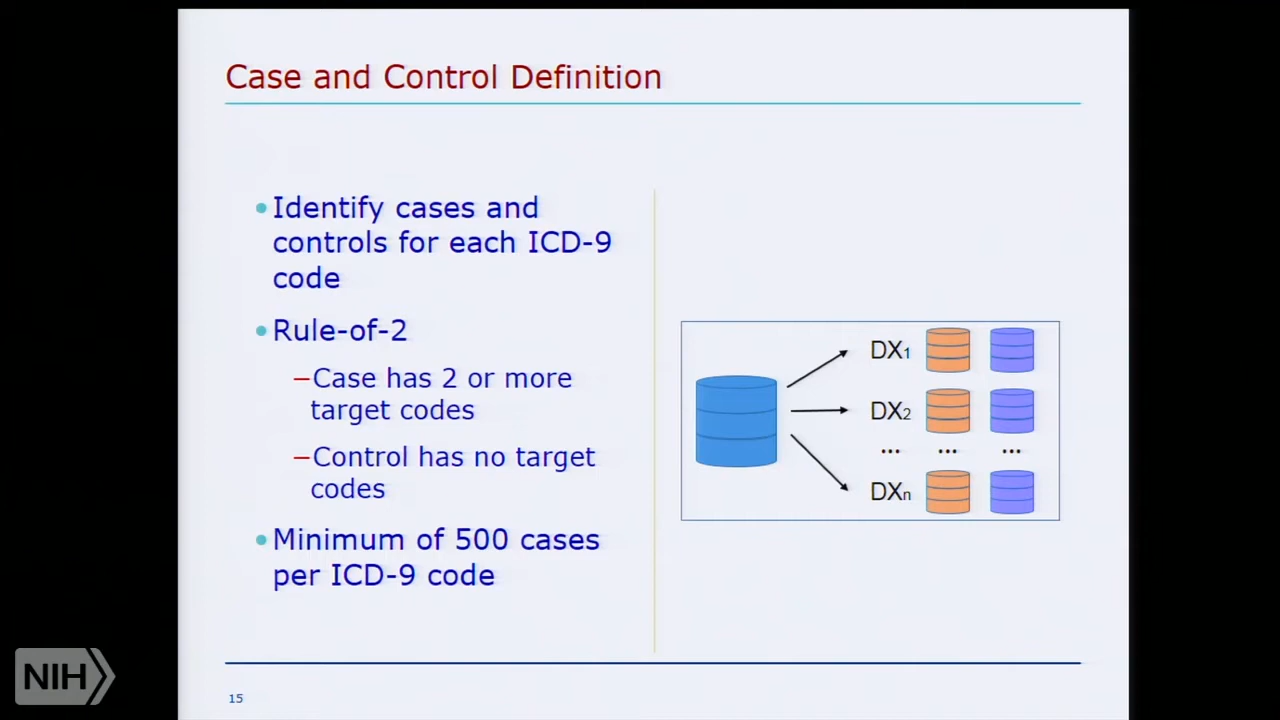 Case and Control Definition
•Identify cases and
controls for each ICD-9
code
•Rule-of-2
–Case has 2 or more
target codes
–Control has no target
codes
•Minimum of 500 cases
per ICD-9 code
DX1
DX2
... ... ...
DXn
NIH
15